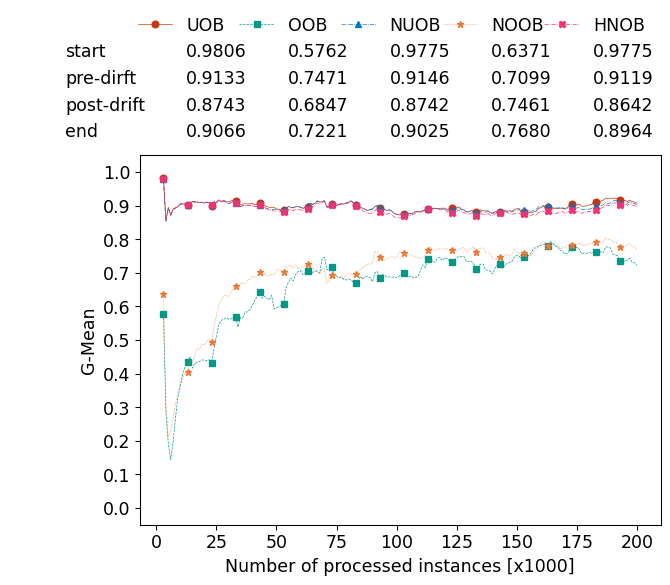 UOB OOB NUOB NOOB HNOB
start 0.9806 0.5762 0.9775 0.6371 0.9775
pre-dirft 0.9133 0.7471 0.9146 0.7099 0.9119
post-drift 0.8743 0.6847 0.8742 0.7461 0.8642
end 0.9066 0.7221 0.9025 0.7680 0.8964
1.0
0.9
0.8
0.7
0.6
0.5
0.4
0.3
0.2
0.1
0.0
G-Mean
0 25 50 75 100 125 150 175 200
Number of processed instances [x1000]